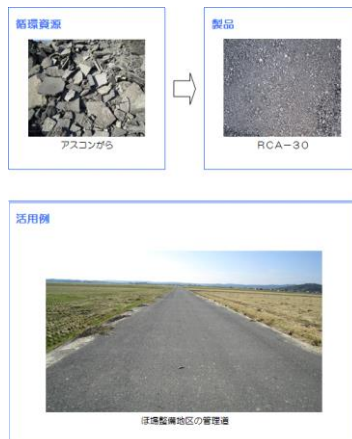 循環資源
製品
アスコンがら
RCA－30
活用例
ほ場整備地区の管理道